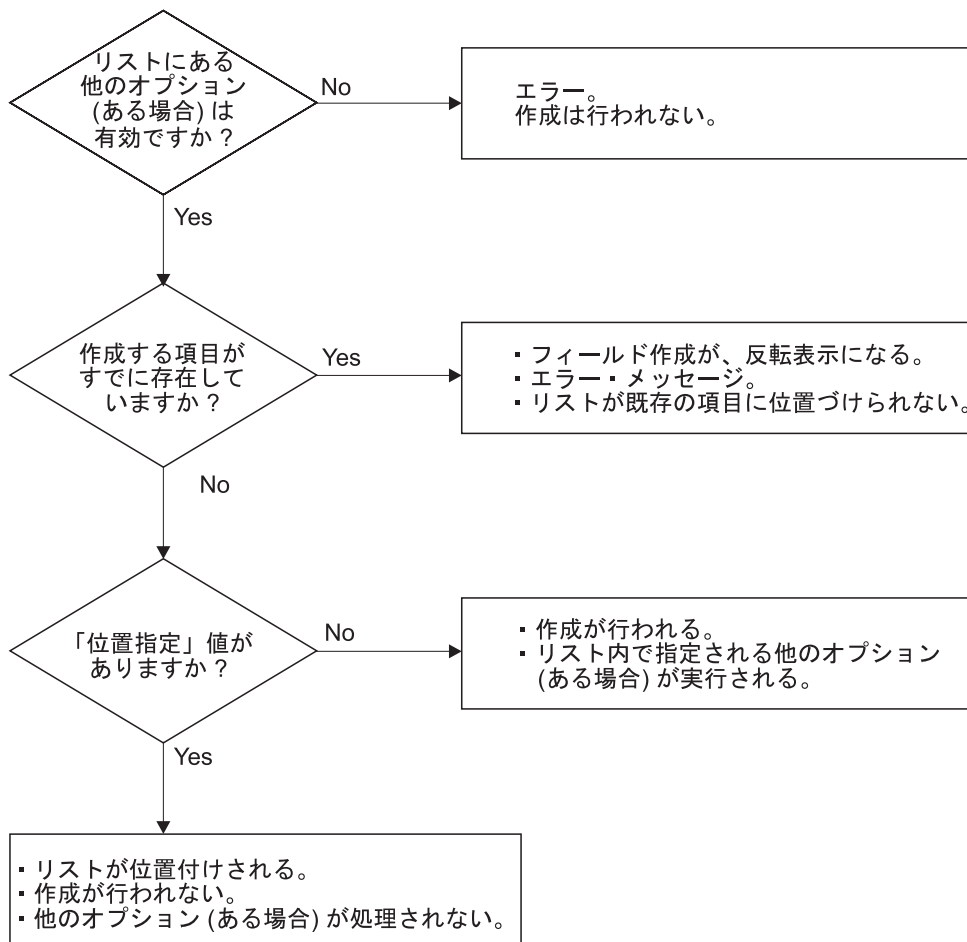 リストにある
他のオプション
(ある場合) は
有効ですか?
No
エラー。
作成は行われない。
Yes
作成する項目が
すでに存在して
いますか?
Yes
▪ フィールド作成が、反転表示になる。
▪ エラー・メッセージ。
▪ リストが既存の項目に位置づけられない。
No
「位置指定」値が
ありますか?
No
▪ 作成が行われる。
▪ リスト内で指定される他のオプション
(ある場合) が実行される。
Yes
▪ リストが位置付けされる。
▪ 作成が行われない。
▪ 他のオプション (ある場合) が処理されない。